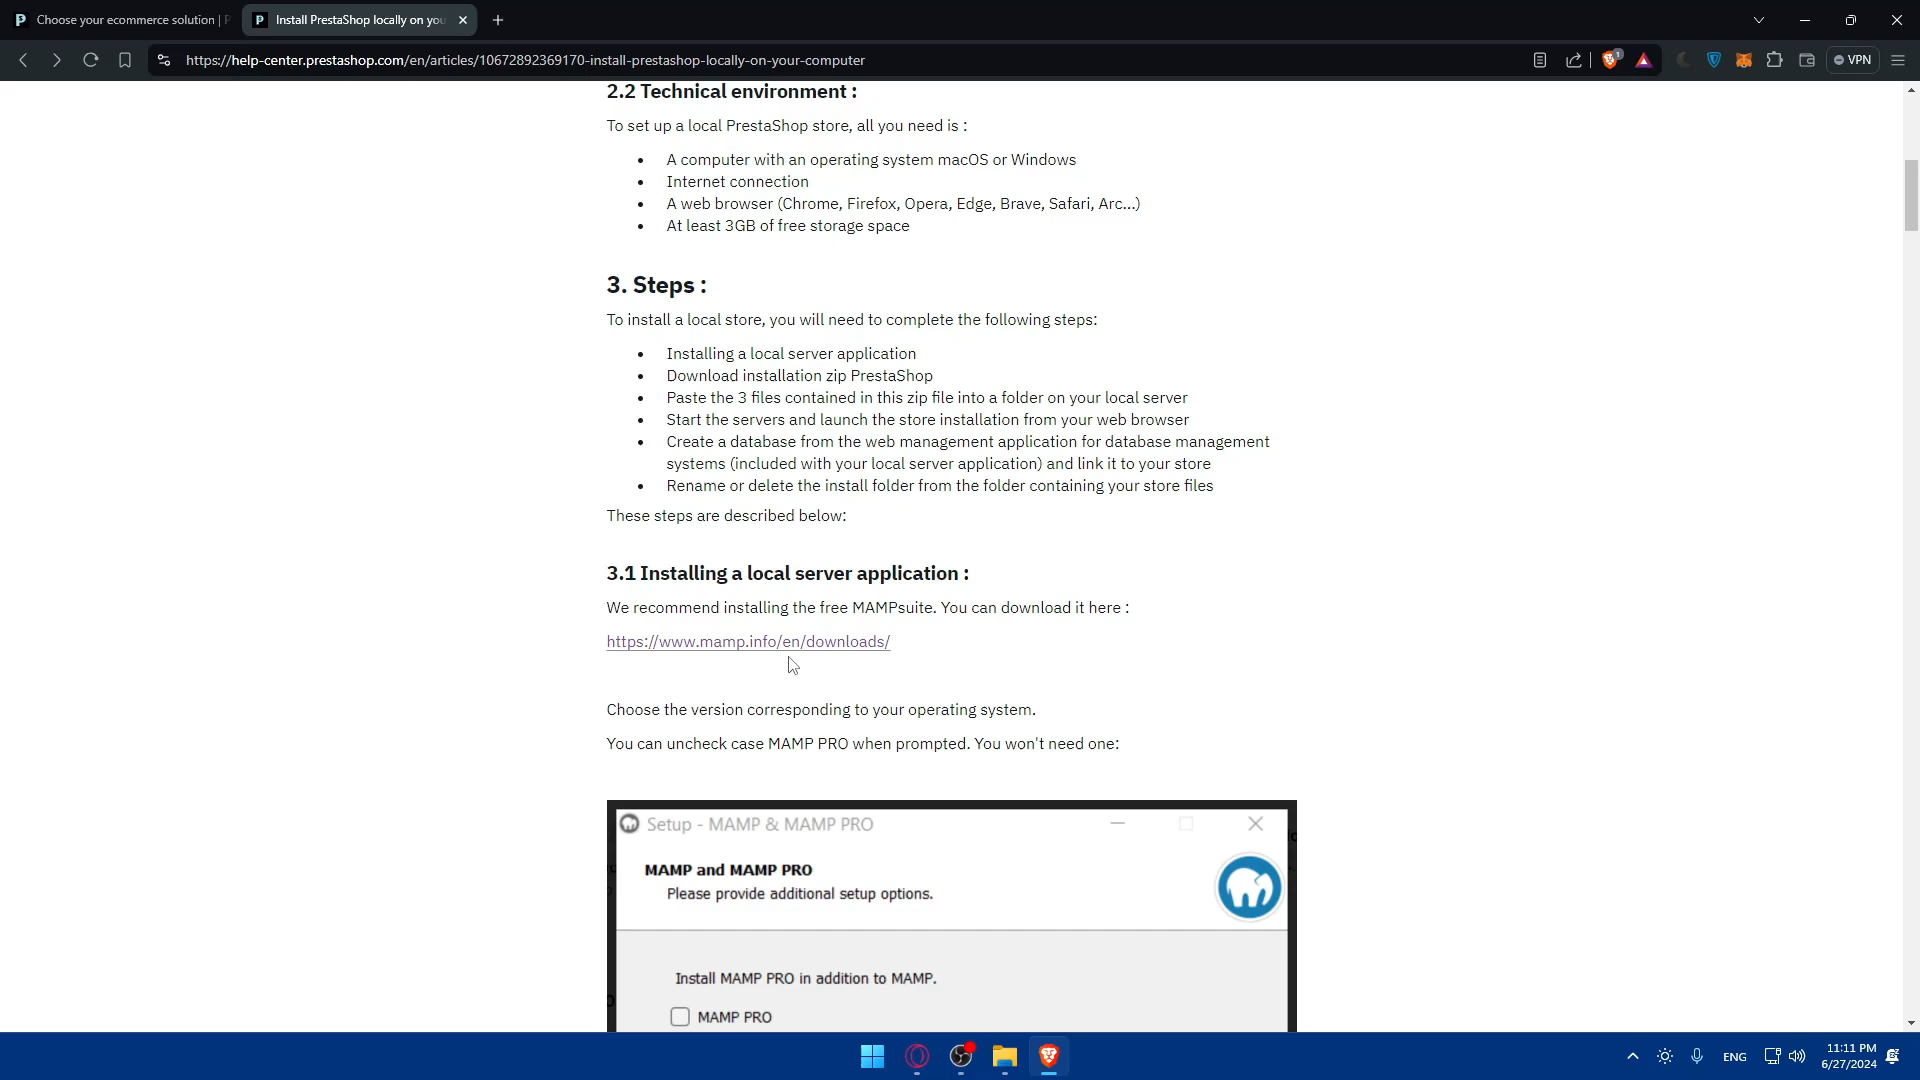 Choose your ecommerce solution | P
Install PrestaShop locally on you
https://help-center.prestashop.com/en/articles/10672892369170-install-prestashop-locally-on-your-computer
1
VPN
2.2 Technical environment :
To set up a local PrestaShop store, all you need is :
• A computer with an operating system macOS or Windows
• Internet connection
• A web browser (Chrome, Firefox, Opera, Edge, Brave, Safari, Arc...)
• At least 3GB of free storage space
3. Steps :
To install a local store, you will need to complete the following steps:
• Installing a local server application
• Download installation zip PrestaShop
• Paste the 3 files contained in this zip file into a folder on your local server
• Start the servers and launch the store installation from your web browser
• Create a database from the web management application for database management
systems (included with your local server application) and link it to your store
• Rename or delete the install folder from the folder containing your store files
These steps are described below:
3.1 Installing a local server application :
We recommend installing the free MAMPsuite. You can download it here :
https://www.mamp.info/en/downloads/
Choose the version corresponding to your operating system.
You can uncheck case MAMP PRO when prompted. You won't need one:
Setup - MAMP & MAMP PRO
MAMP and MAMP PRO
Please provide additional setup options.
Install MAMP PRO in addition to MAMP.
MAMP PRO
ENG
11:11 PM
6/27/2024